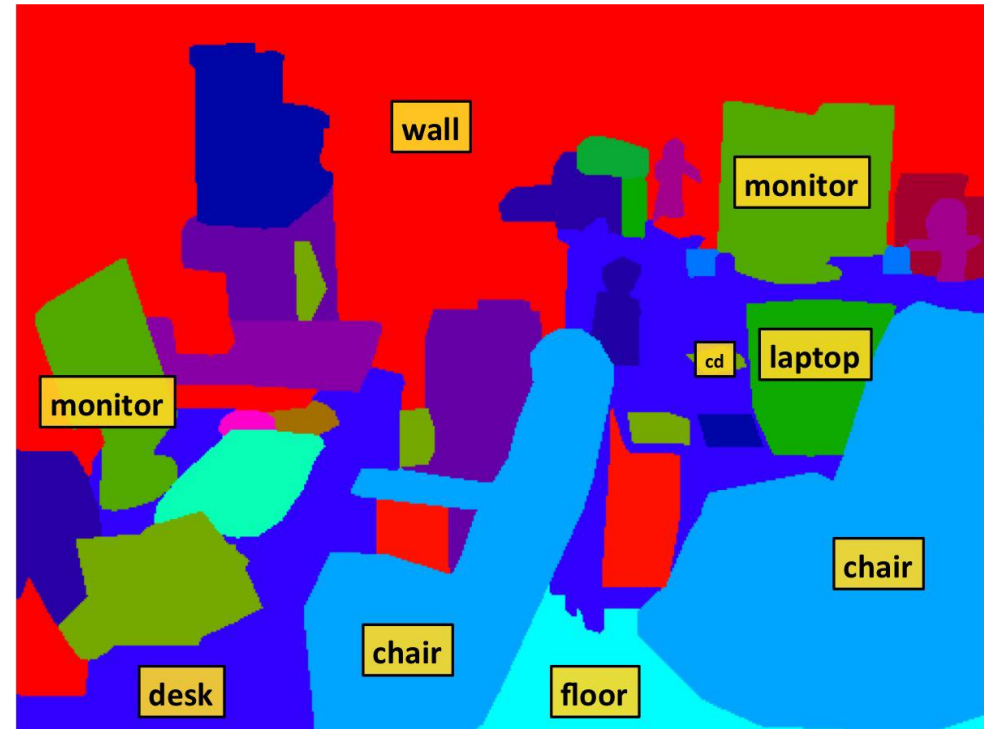 wall
monitor
cd
laptop
monitor
chair
chair
desk
floor